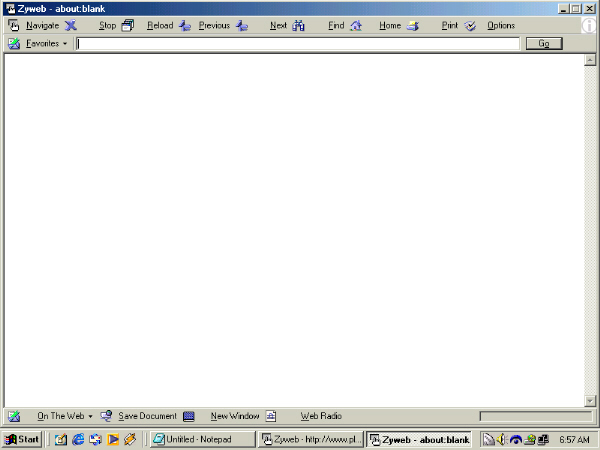 Zyweb - about:blank
Navigate Stop Reload Previous Next Find Home Print Options
Favorites Go
On The Web Save Document New Window Web Radio
Start Untitled - Notepad Zyweb - http://www.pl... Zyweb - about:blank 6:57 AM